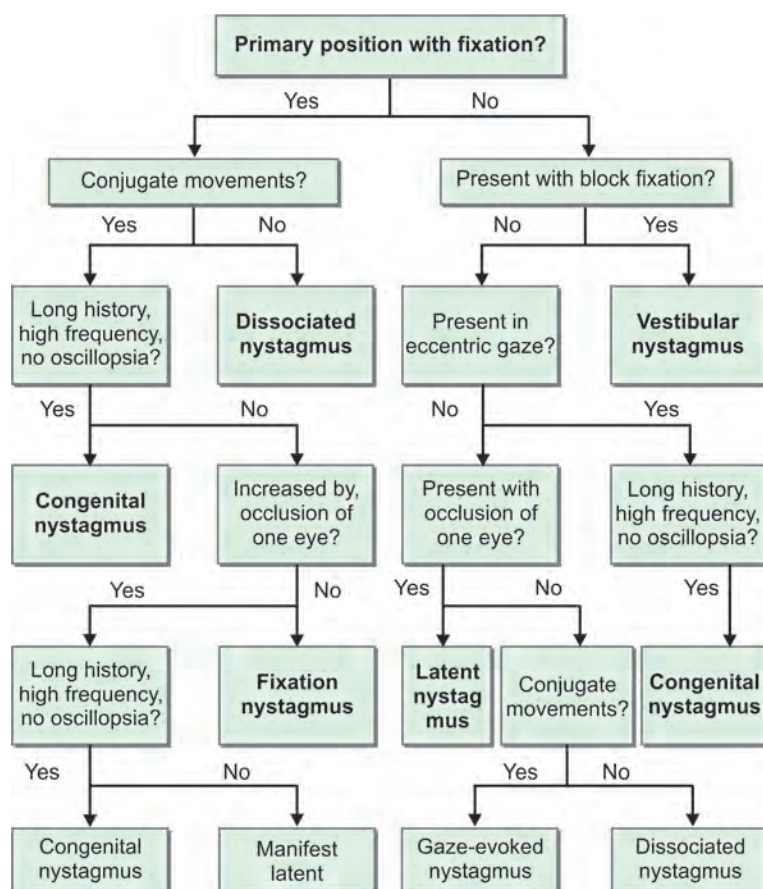 Primary position with fixation?
Yes
No
Conjugate movements?
Present with block fixation?
Yes
No
No
Yes
Long history,
high frequency,
no oscillopsia?
Dissociated
nystagmus
Present in
eccentric gaze?
Vestibular
nystagmus
Yes
No
No
Yes
Congenital
nystagmus
Increased by,
occlusion of
one eye?
Present with
occlusion of
one eye?
Long history,
high frequency,
no oscillopsia?
Yes
No
Yes
No
Yes
Long history,
high frequency,
no oscillopsia?
Fixation
nystagmus
Latent
nystag
mus
Conjugate
movements?
Congenital
nystagmus
Yes
No
Yes
No
Congenital
nystagmus
Manifest
latent
Gaze-evoked
nystagmus
Dissociated
nystagmus